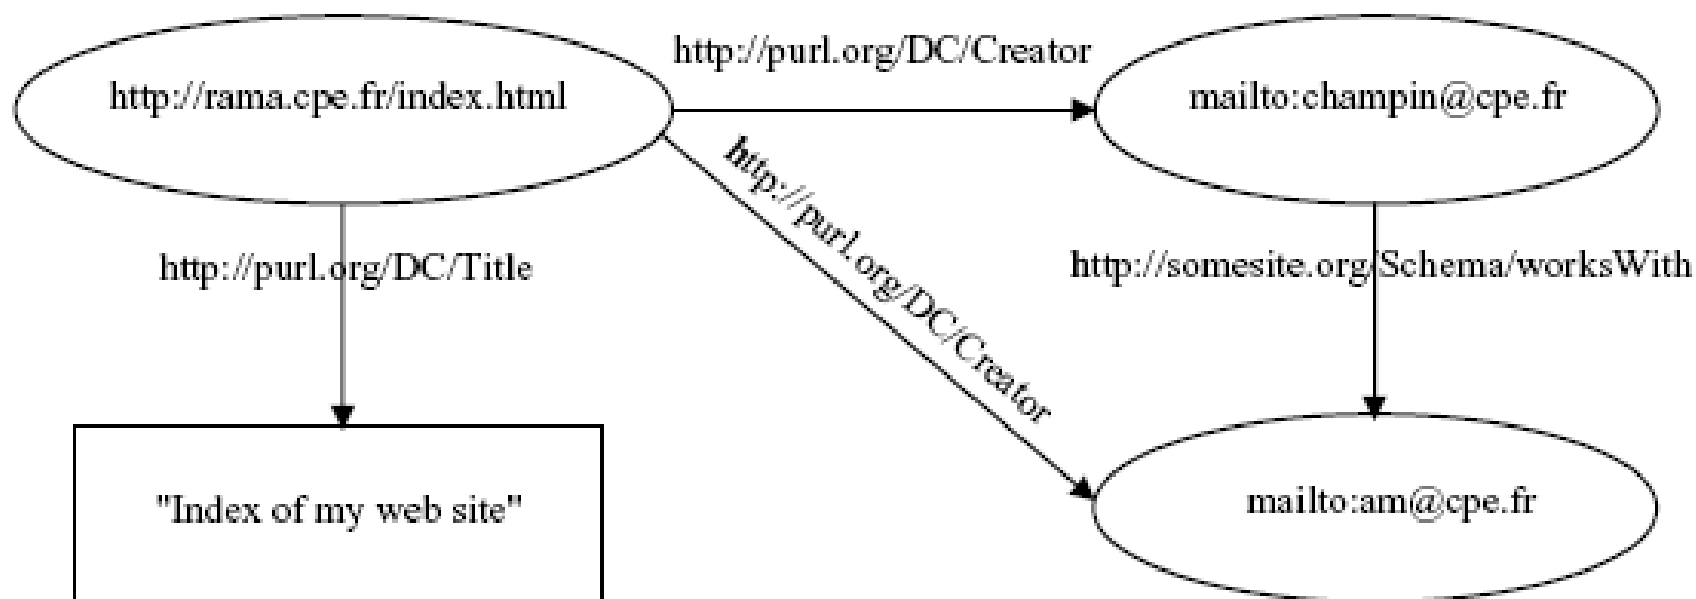 http://purl.org/DC/Creator
http://rama.cpe.fr/index.html
mailto:champin@cpe.fr
http://purl.org/DC/Creator
http://purl.org/DC/Title
http://somesite.org/Schema/worksWith
"Index of my web site"
mailto:am@cpe.fr